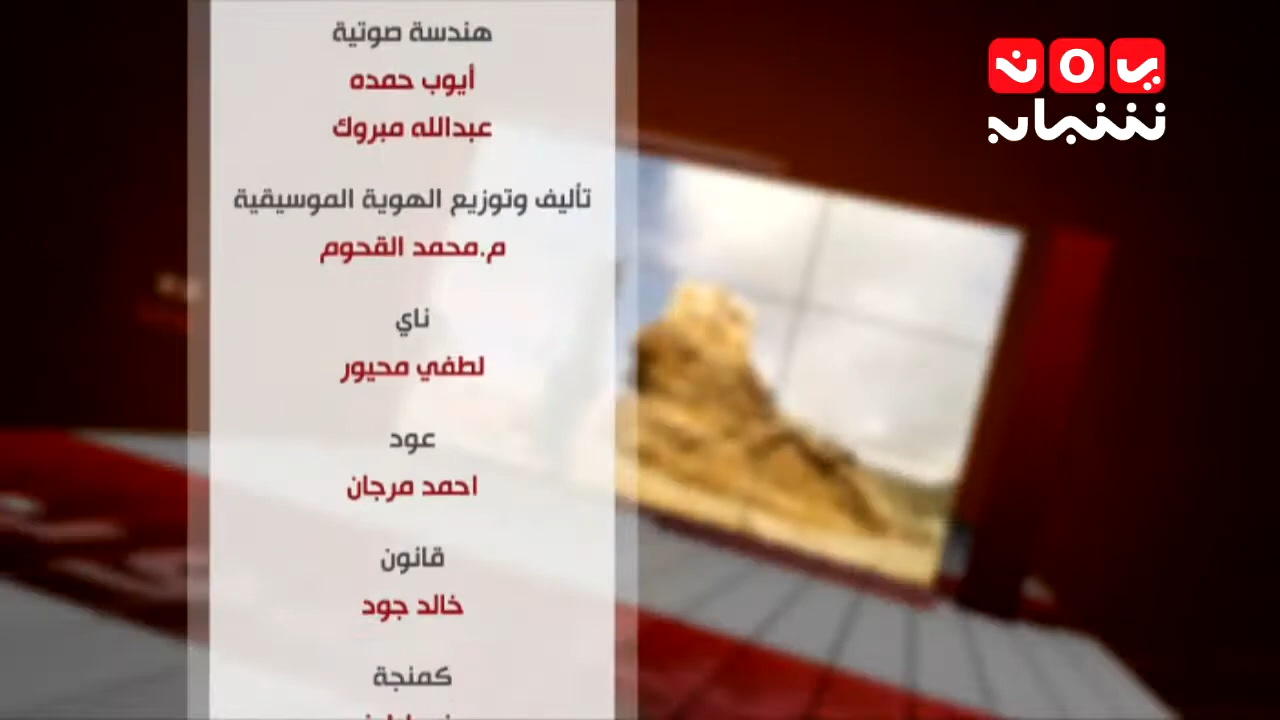 يمن
شباب
هندسة صوتية
أيوب حمده
عبدالله مبروك
تأليف وتوزيع الهوية الموسيقية
م.محمد القحوم
ناي
لطفي محيور
عود
احمد مرجان
قانون
خالد جود
كمنجة